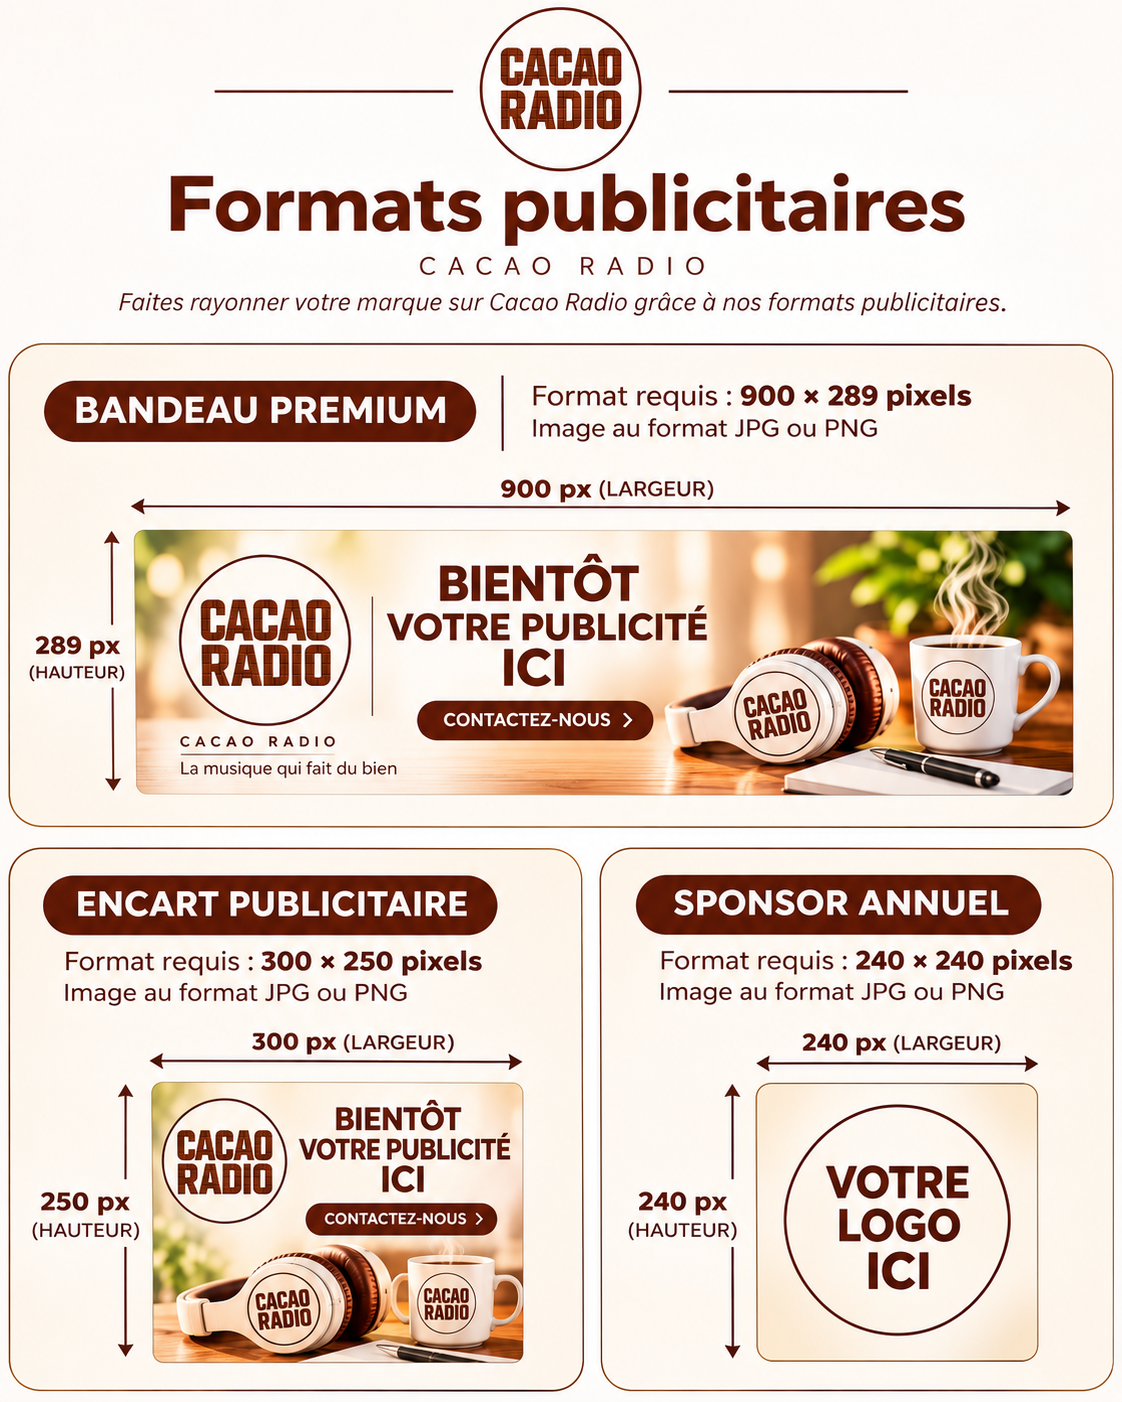 CACAO
RADIO
Formats publicitaires
CACAO RADIO
Faites rayonner votre marque sur Cacao Radio grâce à nos formats publicitaires.
BANDEAU PREMIUM
Format requis : 900 × 289 pixels
Image au format JPG ou PNG
900 px (LARGEUR)
289 px
(HAUTEUR)
CACAO
RADIO
CACAO RADIO
La musique qui fait du bien
BIENTÔT
VOTRE PUBLICITÉ
ICI
CONTACTEZ-NOUS >
CACAO
RADIO
CACAO
RADIO
ENCART PUBLICITAIRE
Format requis : 300 × 250 pixels
Image au format JPG ou PNG
300 px (LARGEUR)
250 px
(HAUTEUR)
CACAO
RADIO
BIENTÔT
VOTRE PUBLICITÉ
ICI
CONTACTEZ-NOUS >
CACAO
RADIO
CACAO
RADIO
SPONSOR ANNUEL
Format requis : 240 × 240 pixels
Image au format JPG ou PNG
240 px (LARGEUR)
240 px
(HAUTEUR)
VOTRE
LOGO
ICI